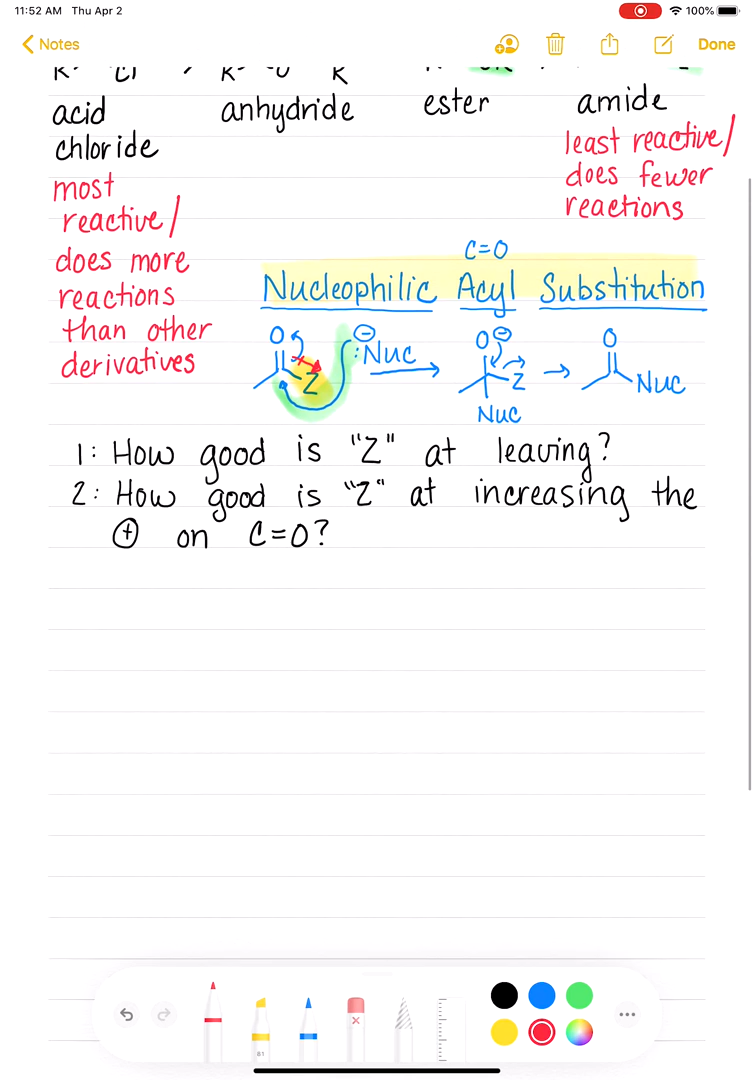 11:52 AM Thu Apr 2
100%
Notes
Done
acid
chloride
anhydride
ester
amide
most
reactive/
does more
reactions
than other
derivatives
least reactive/
does fewer
reactions
C=O
Nucleophilic Acyl Substitution
O
Z
⊖
:Nuc
O⊖
Z
Nuc
O
Nuc
1: How good is "Z" at leaving?
2: How good is "Z" at increasing the
⊕ on C=O?
81